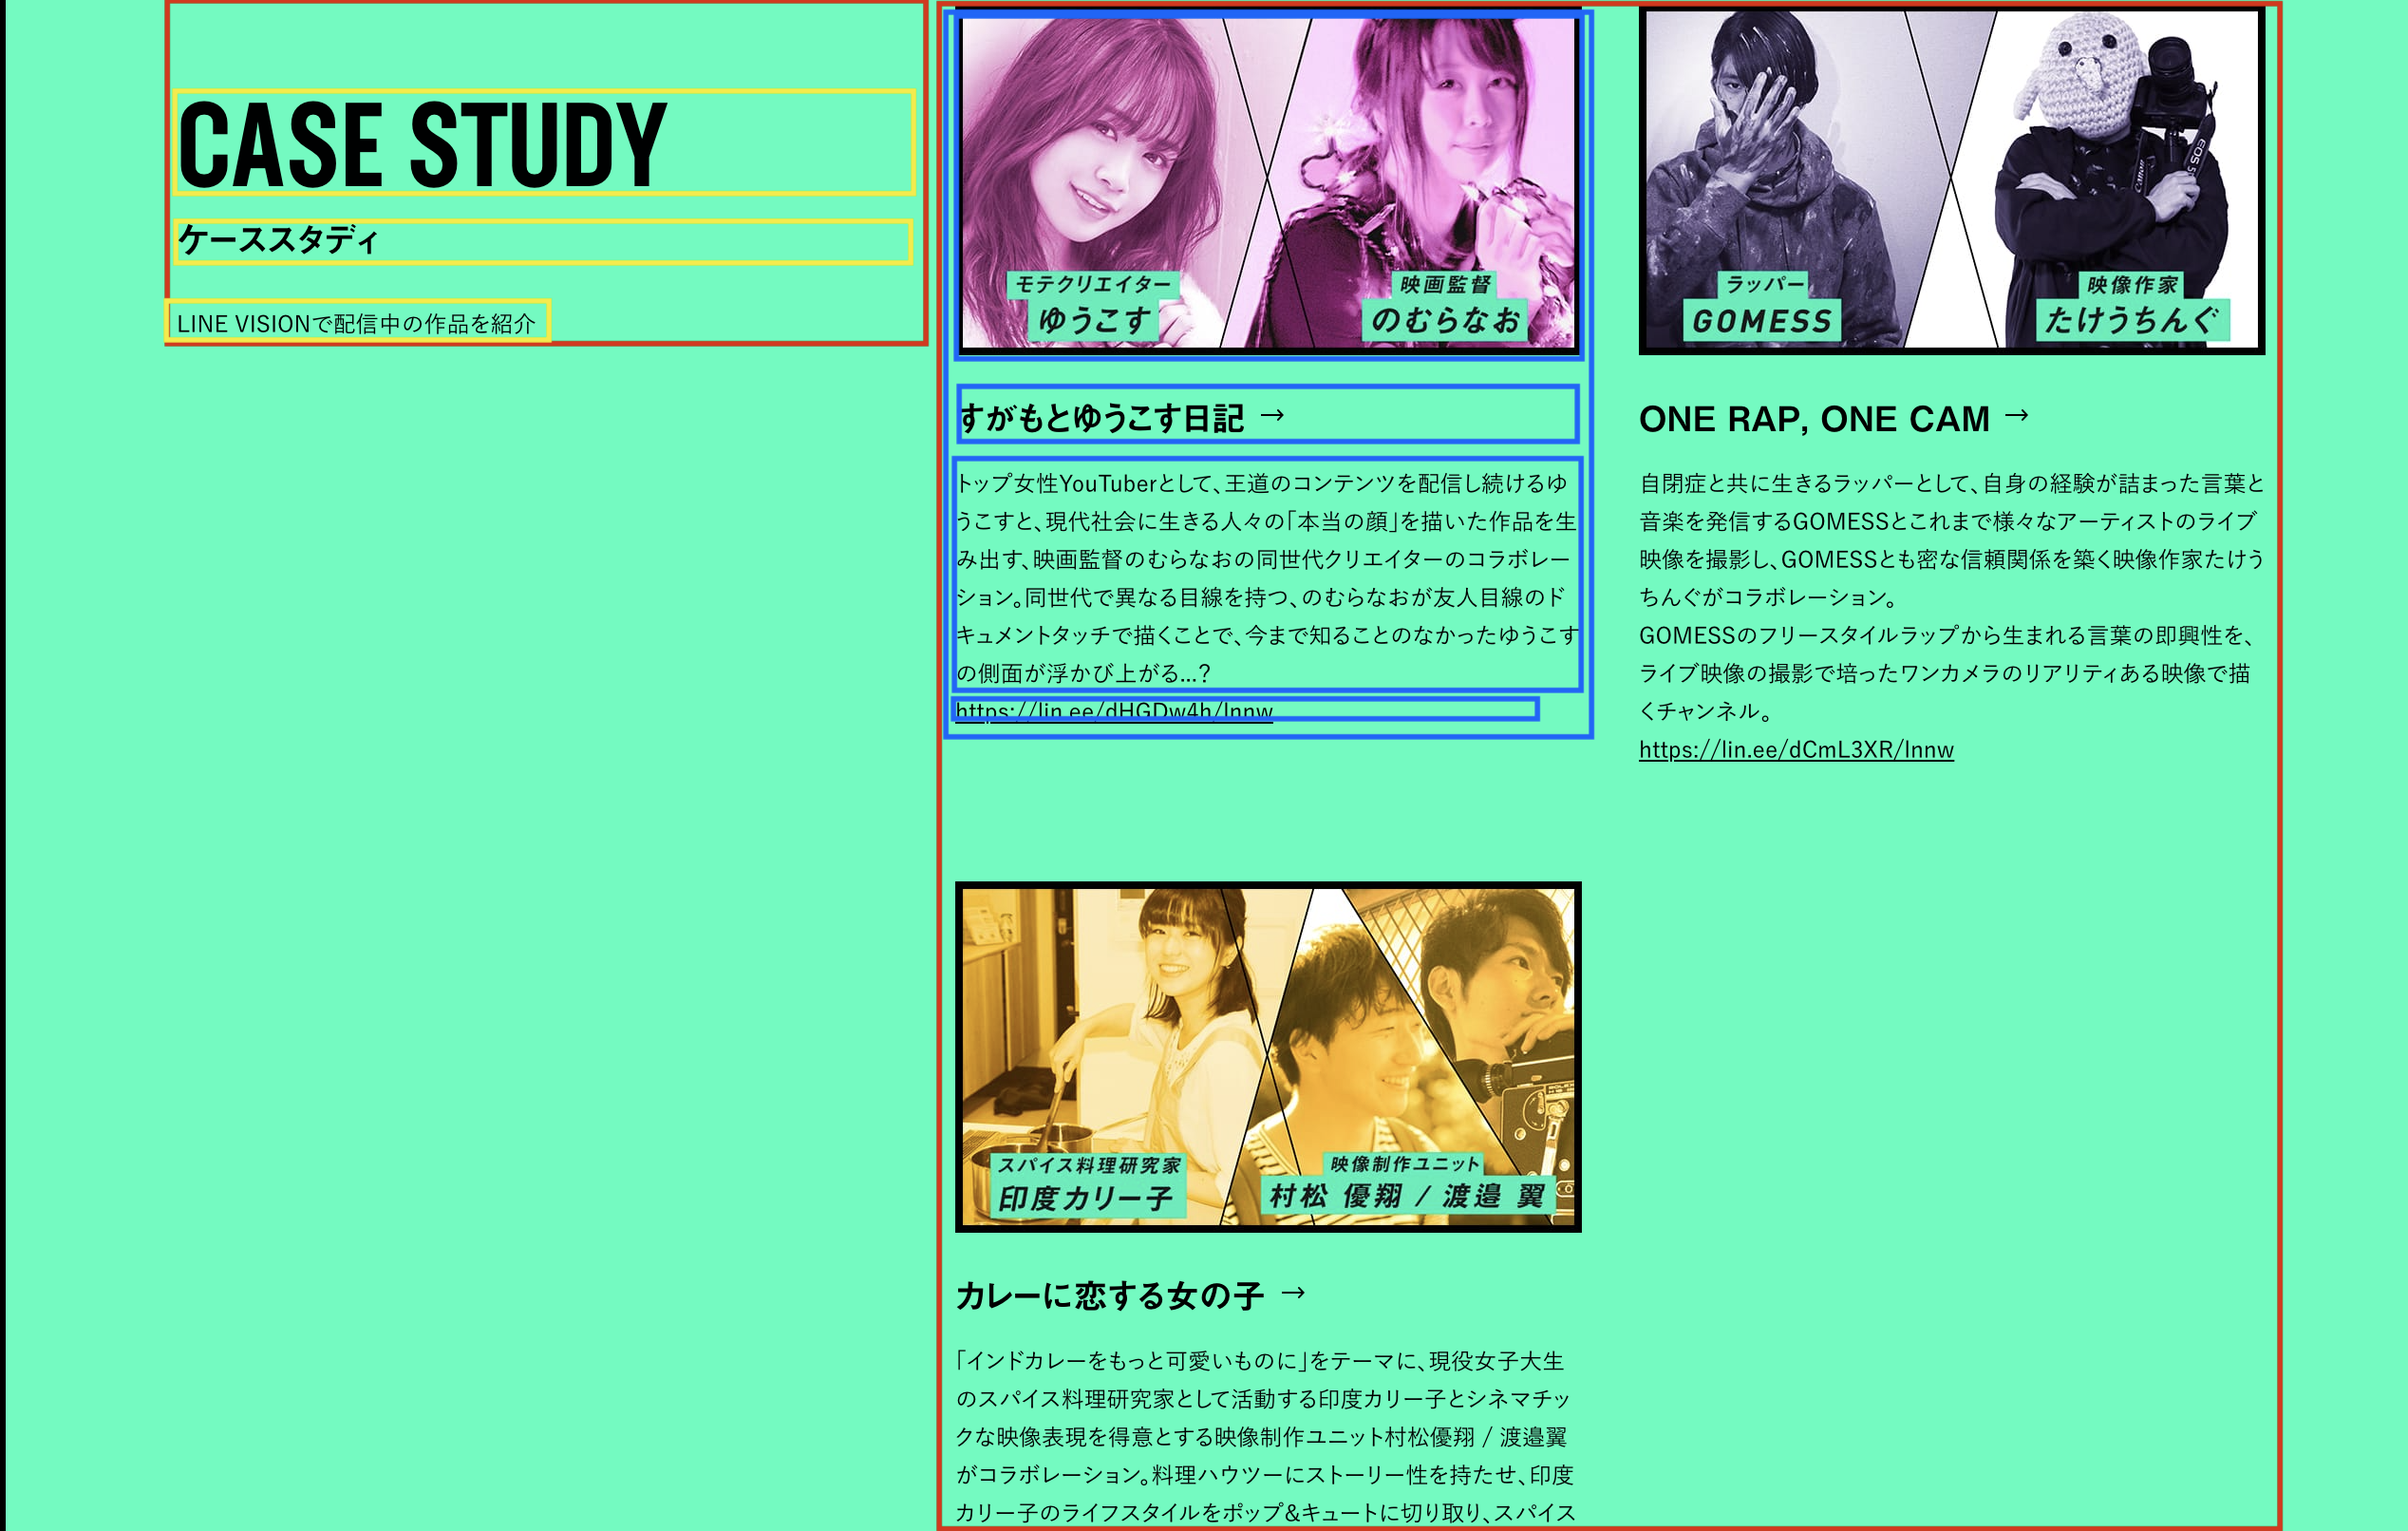 CASE STUDY
ケーススタディ
LINE VISIONで配信中の作品を紹介
モテクリエイター
ゆうこす
映画監督
のむらなお
すがもとゆうこす日記 →
トップ女性YouTuberとして、王道のコンテンツを配信し続けるゆ
うこすと、現代社会に生きる人々の「本当の顔」を描いた作品を生
み出す、映画監督のむらなおの同世代クリエイターのコラボレー
ション。同世代で異なる目線を持つ、のむらなおが友人目線のド
キュメントタッチで描くことで、今まで知ることのなかったゆうこす
の側面が浮かび上がる...?
https://lin.ee/dHGDw4h/lnnw
ラッパー
GOMESS
映像作家
たけうちんぐ
Canon
EOS 5
ONE RAP, ONE CAM →
自閉症と共に生きるラッパーとして、自身の経験が詰まった言葉と
音楽を発信するGOMESSとこれまで様々なアーティストのライブ
映像を撮影し、GOMESSとも密な信頼関係を築く映像作家たけう
ちんぐがコラボレーション。
GOMESSのフリースタイルラップから生まれる言葉の即興性を、
ライブ映像の撮影で培ったワンカメラのリアリティある映像で描
くチャンネル。
https://lin.ee/dCmL3XR/lnnw
スパイス料理研究家
印度カリー子
映像制作ユニット
村松 優翔 / 渡邉 翼
カレーに恋する女の子 →
「インドカレーをもっと可愛いものに」をテーマに、現役女子大生
のスパイス料理研究家として活動する印度カリー子とシネマチッ
クな映像表現を得意とする映像制作ユニット村松優翔 / 渡邉翼
がコラボレーション。料理ハウツーにストーリー性を持たせ、印度
カリー子のライフスタイルをポップ&キュートに切り取り、スパイス